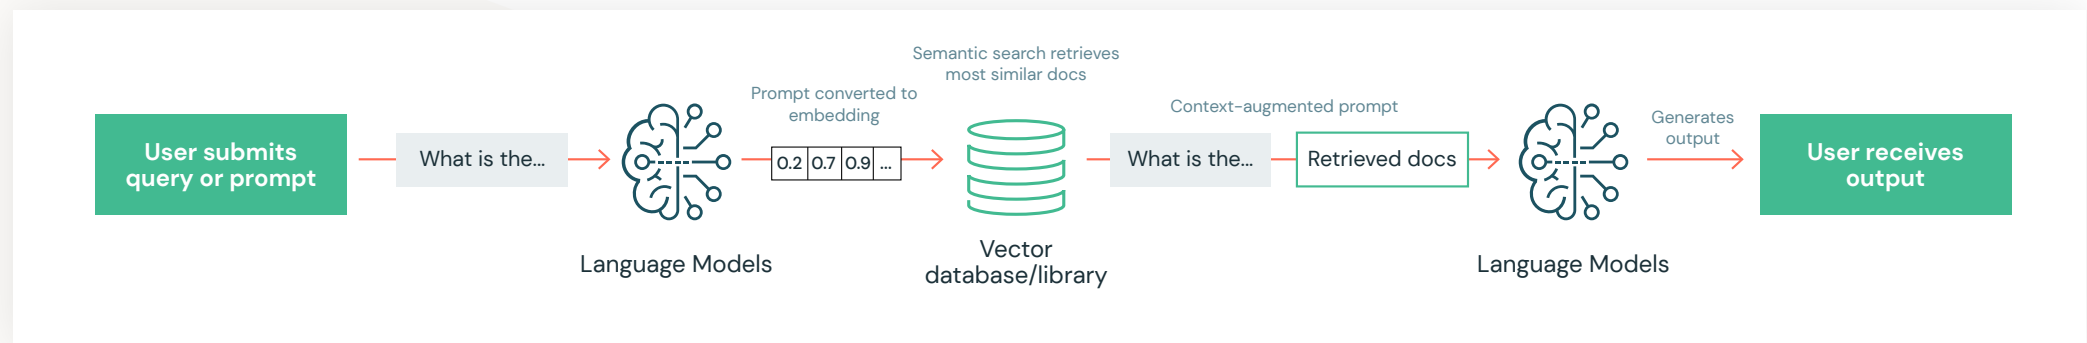 User submits
query or prompt
What is the...
Language Models
Prompt converted to
embedding
0.2 0.7 0.9 ...
Semantic search retrieves
most similar docs
Vector
database/library
Context-augmented prompt
What is the...
Retrieved docs
Language Models
Generates
output
User receives
output